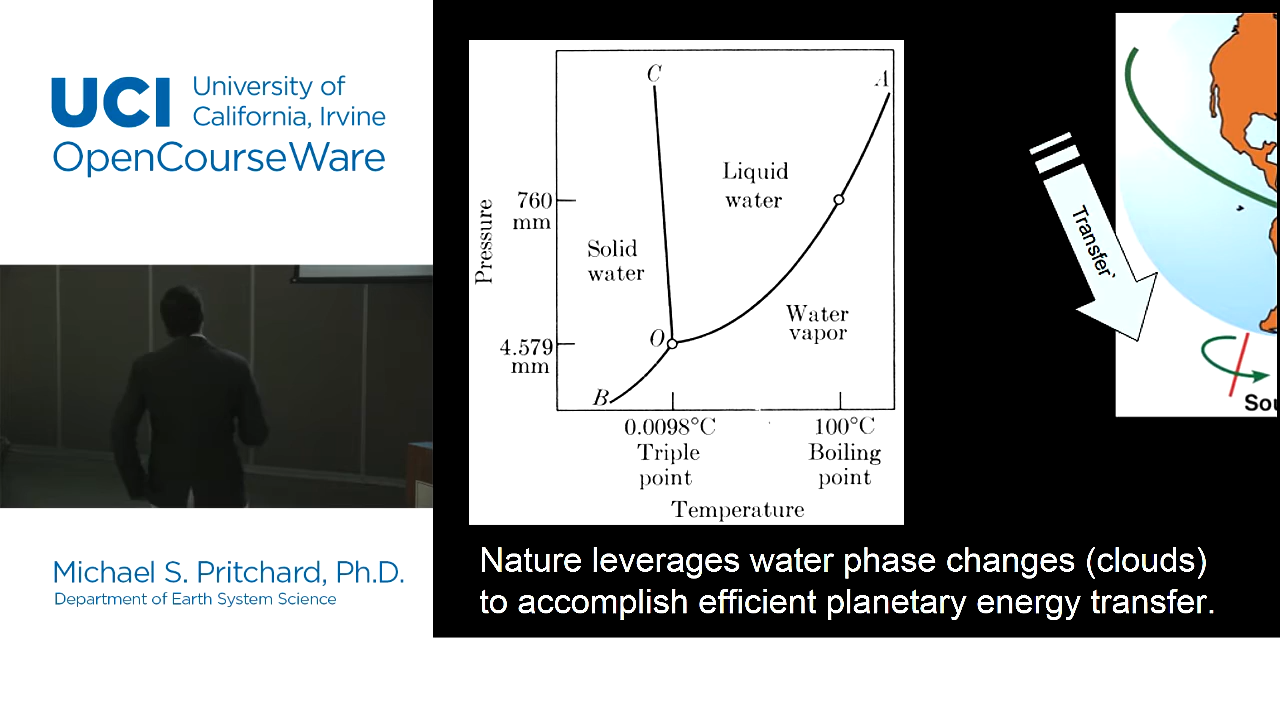 UCI
University of
California, Irvine
OpenCourseWare
Michael S. Pritchard, Ph.D.
Department of Earth System Science
C
A
Liquid
water
760
mm
Pressure
Solid
water
Water
vapor
O
4.579
mm
B
0.0098°C
100°C
Triple
point
Boiling
point
Temperature
Transfer
Sou
Nature leverages water phase changes (clouds)
to accomplish efficient planetary energy transfer.